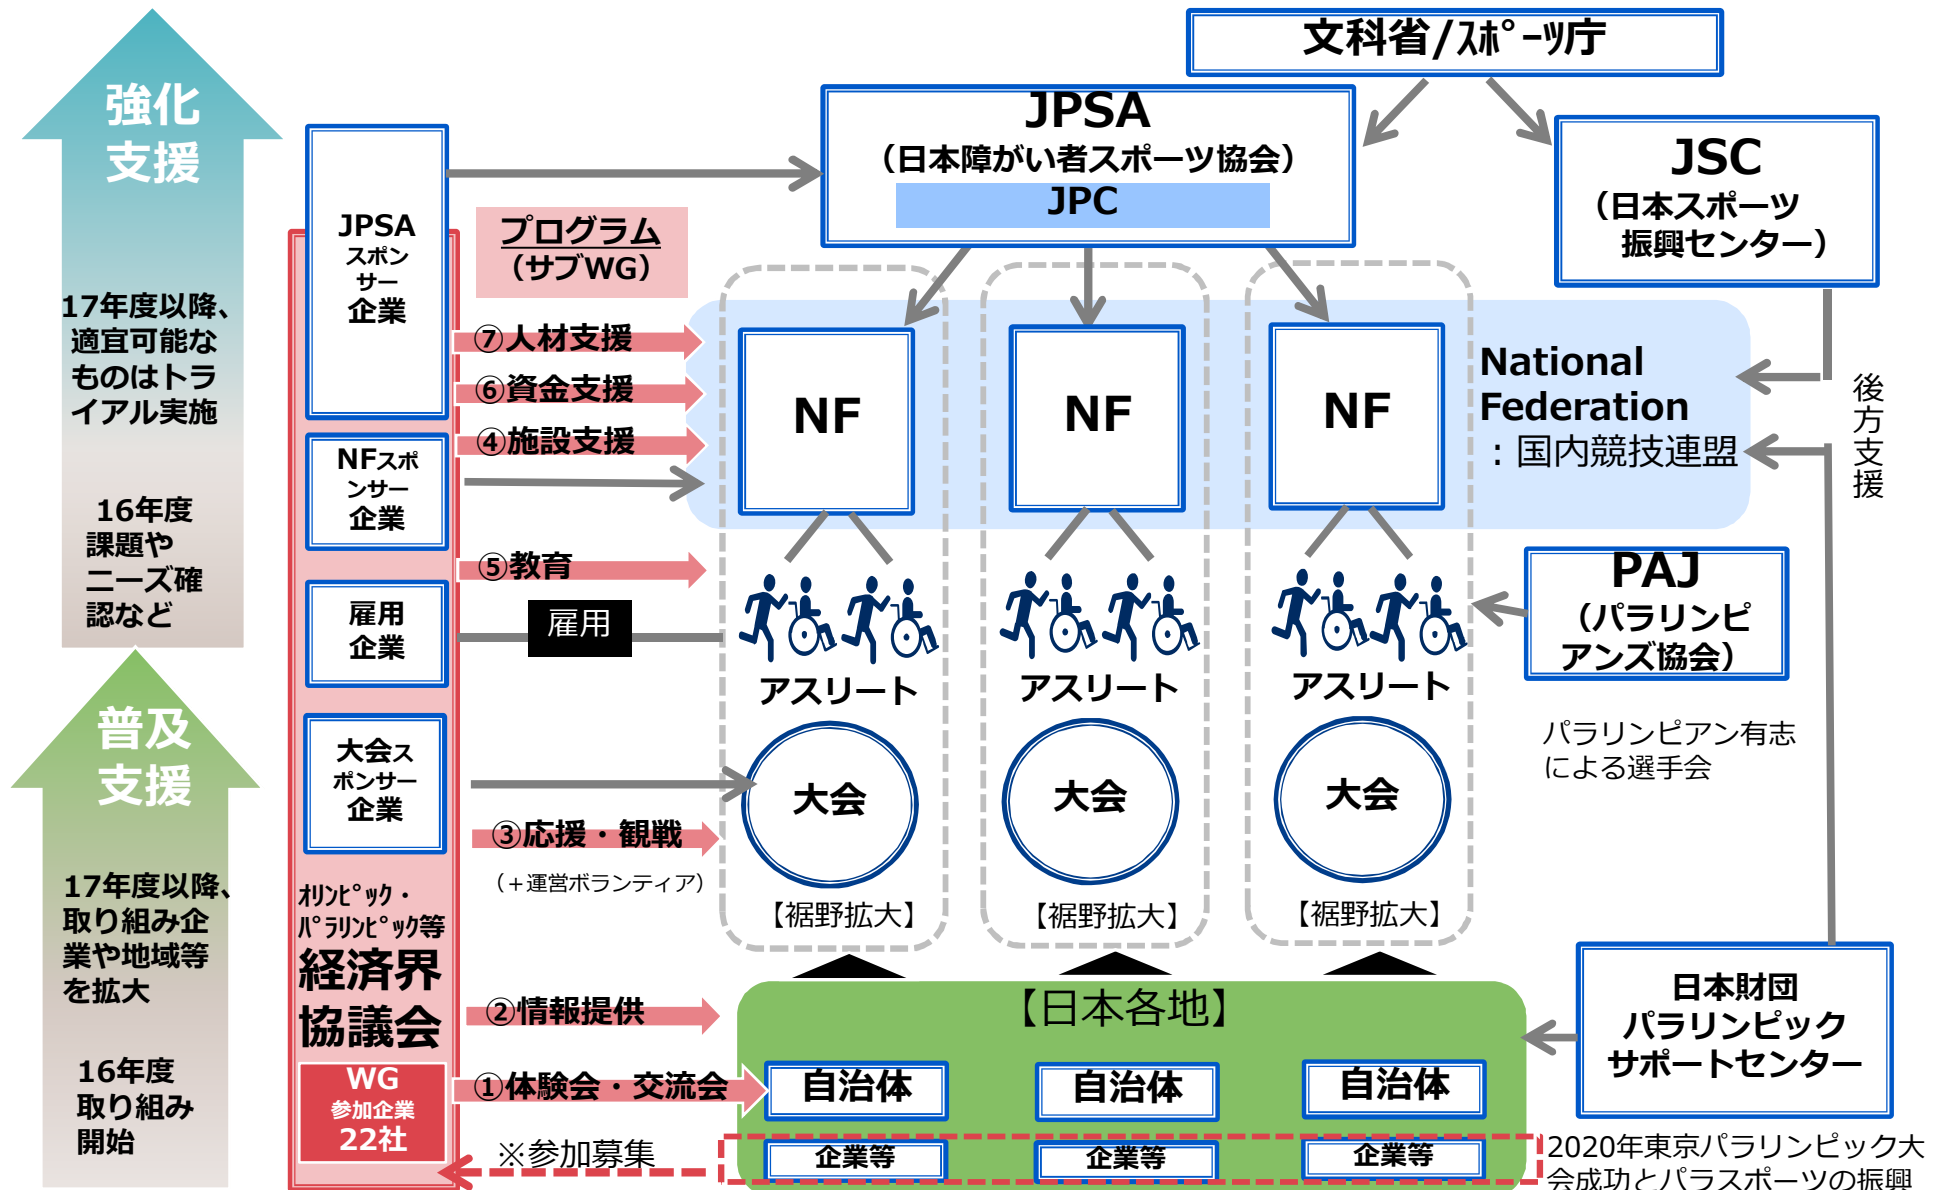 強化
支援
17年度以降、
適宜可能な
ものはトラ
イアル実施
16年度
課題や
ニーズ確
認など
普及
支援
17年度以降、
取り組み企
業や地域等
を拡大
16年度
取り組み
開始
JPSA
スポン
サー
企業
NFスポ
ンサー
企業
雇用
企業
大会ス
ポンサー
企業
ｵﾘﾝﾋﾟｯｸ・
ﾊﾟﾗﾘﾝﾋﾟｯｸ等
経済界
協議会
WG
参加企業
22社
プログラム
（サブWG）
⑦人材支援
⑥資金支援
④施設支援
⑤教育
雇用
③応援・観戦
（＋運営ボランティア）
②情報提供
①体験会・交流会
※参加募集
文科省/ｽﾎﾟｰﾂ庁
JPSA
（日本障がい者スポーツ協会）
JPC
JSC
（日本スポーツ
振興センター）
NF
NF
NF
National
Federation
：国内競技連盟
後方支援
アスリート
アスリート
アスリート
PAJ
（パラリンピ
アンズ協会）
パラリンピアン有志
による選手会
大会
大会
大会
【裾野拡大】
【裾野拡大】
【裾野拡大】
【日本各地】
自治体
自治体
自治体
企業等
企業等
企業等
日本財団
パラリンピック
サポートセンター
2020年東京パラリンピック大
会成功とパラスポーツの振興